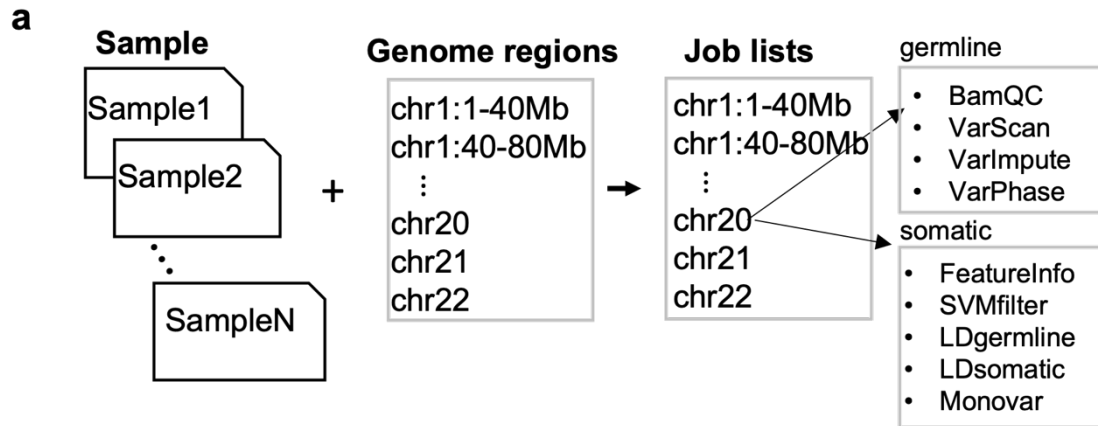 a
Sample
Sample1
Sample2
SampleN
+
Genome regions
chr1:1-40Mb
chr1:40-80Mb
⋮
chr20
chr21
chr22
Job lists
chr1:1-40Mb
chr1:40-80Mb
⋮
chr20
chr21
chr22
germline
• BamQC
• VarScan
• VarImpute
• VarPhase
somatic
• FeatureInfo
• SVMfilter
• LDgermline
• LDsomatic
• Monovar